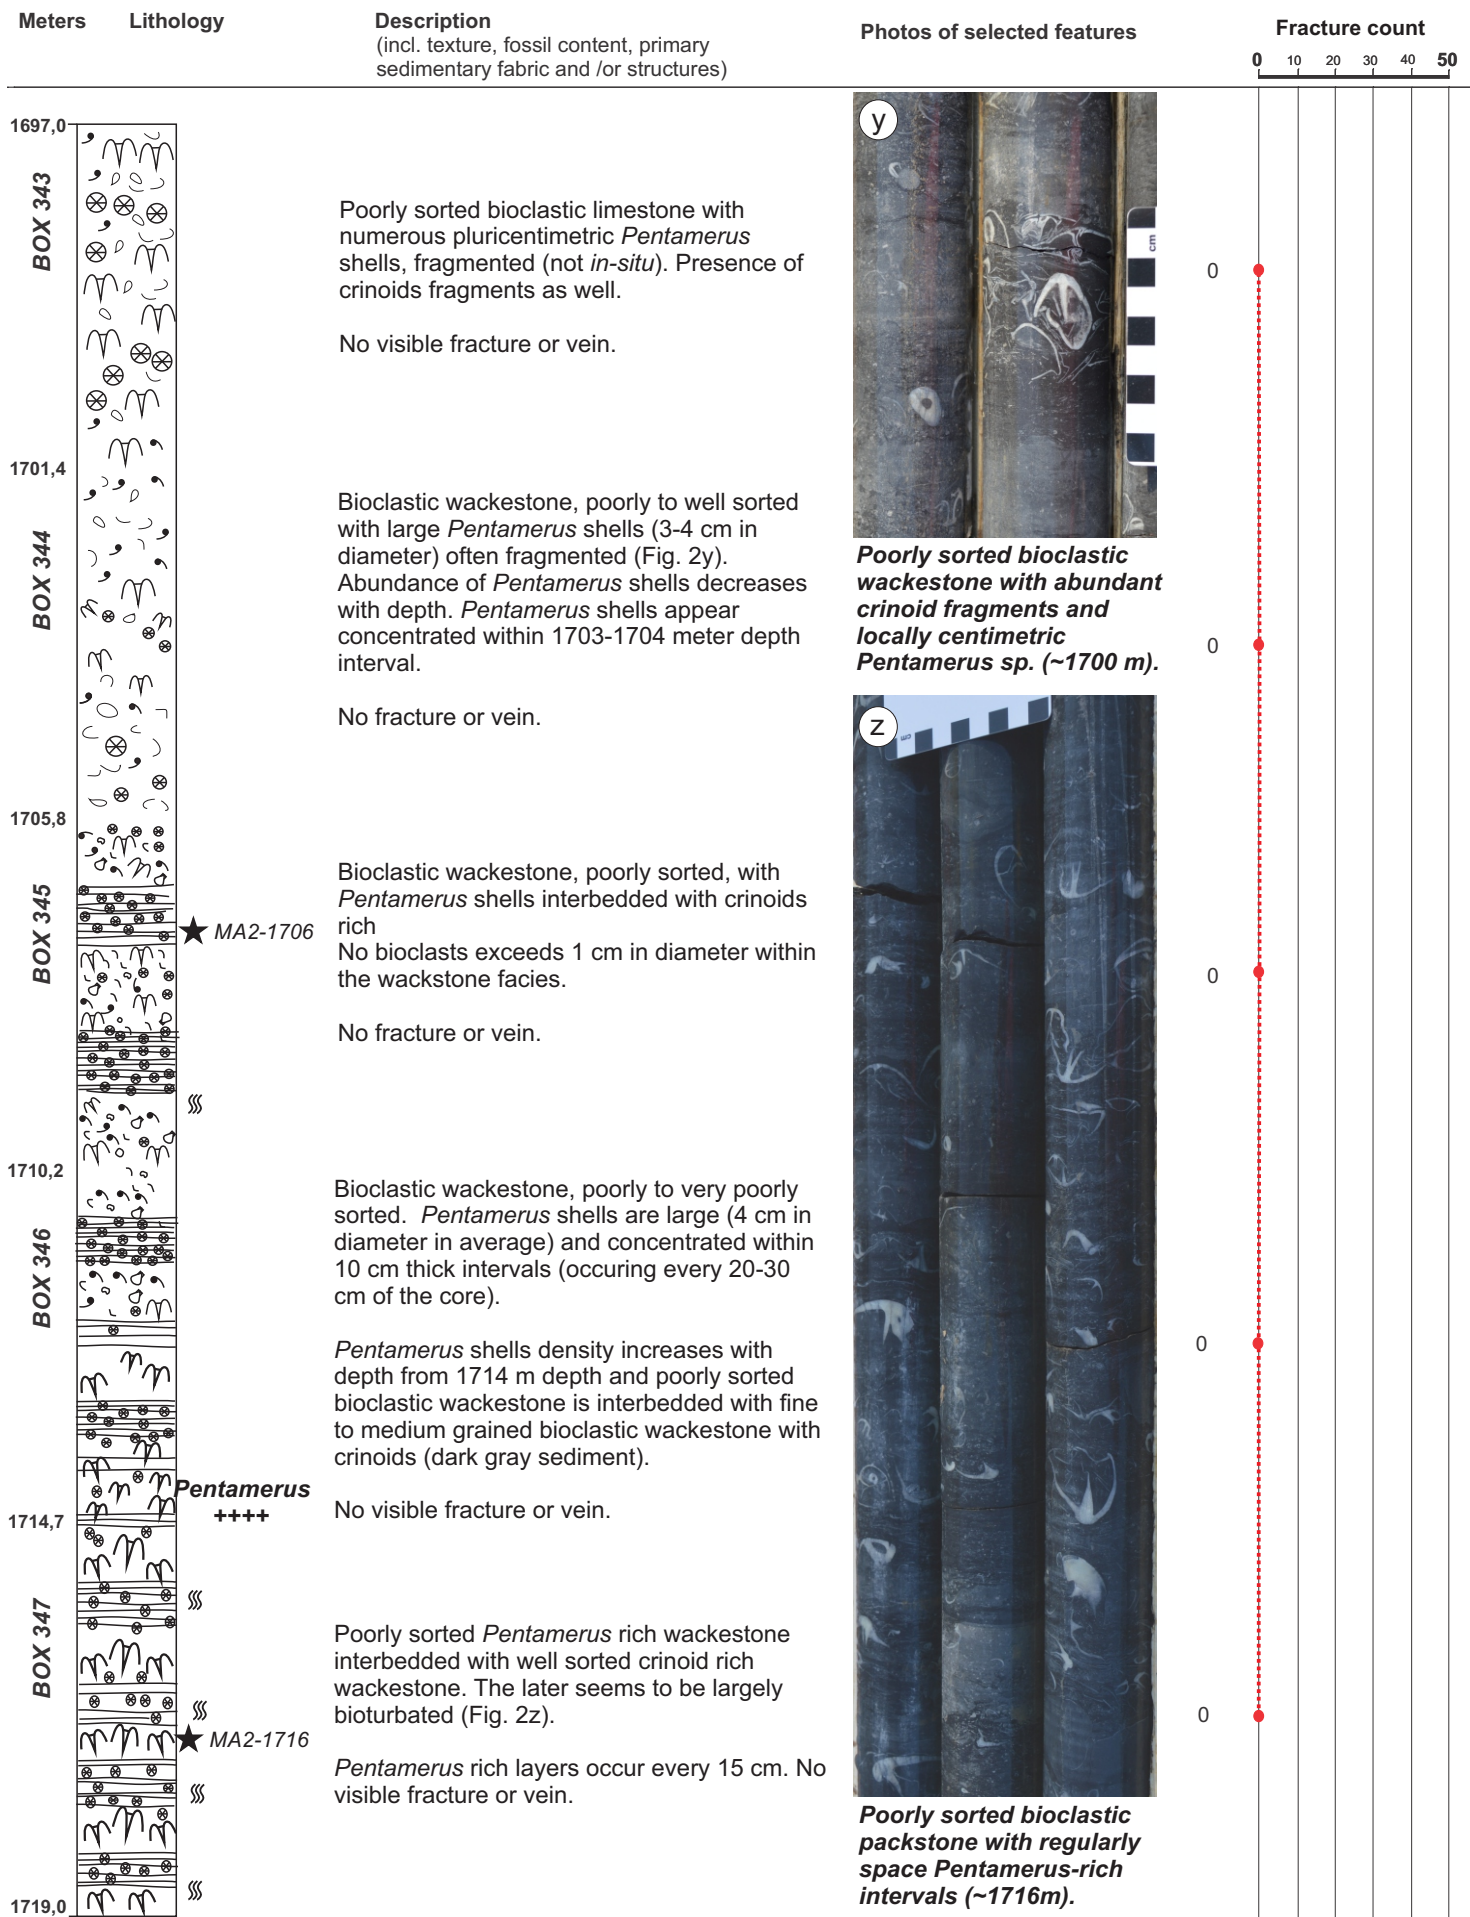 Meters Lithology Description Photos of selected features Fracture count
(incl. texture, fossil content, primary
sedimentary fabric and /or structures)
0 10 20 30 40 50
1697,0
BOX 343
Poorly sorted bioclastic limestone with
numerous pluricentimetric Pentamerus
shells, fragmented (not in-situ). Presence of
crinoids fragments as well.
No visible fracture or vein.
0
1701,4
BOX 344
Bioclastic wackestone, poorly to well sorted
with large Pentamerus shells (3-4 cm in
diameter) often fragmented (Fig. 2y).
Abundance of Pentamerus shells decreases
with depth. Pentamerus shells appear
concentrated within 1703-1704 meter depth
interval.
No fracture or vein.
0
1705,8
BOX 345
MA2-1706
Bioclastic wackestone, poorly sorted, with
Pentamerus shells interbedded with crinoids
rich
No bioclasts exceeds 1 cm in diameter within
the wackstone facies.
No fracture or vein.
0
1710,2
BOX 346
Bioclastic wackestone, poorly to very poorly
sorted. Pentamerus shells are large (4 cm in
diameter in average) and concentrated within
10 cm thick intervals (occuring every 20-30
cm of the core).
Pentamerus shells density increases with
depth from 1714 m depth and poorly sorted
bioclastic wackestone is interbedded with fine
to medium grained bioclastic wackestone with
crinoids (dark gray sediment).
No visible fracture or vein.
0
Pentamerus
++++
1714,7
BOX 347
MA2-1716
Poorly sorted Pentamerus rich wackestone
interbedded with well sorted crinoid rich
wackestone. The later seems to be largely
bioturbated (Fig. 2z).
Pentamerus rich layers occur every 15 cm. No
visible fracture or vein.
0
1719,0
y
cm
Poorly sorted bioclastic
wackestone with abundant
crinoid fragments and
locally centimetric
Pentamerus sp. (~1700 m).
z
cm
Poorly sorted bioclastic
packstone with regularly
space Pentamerus-rich
intervals (~1716m).